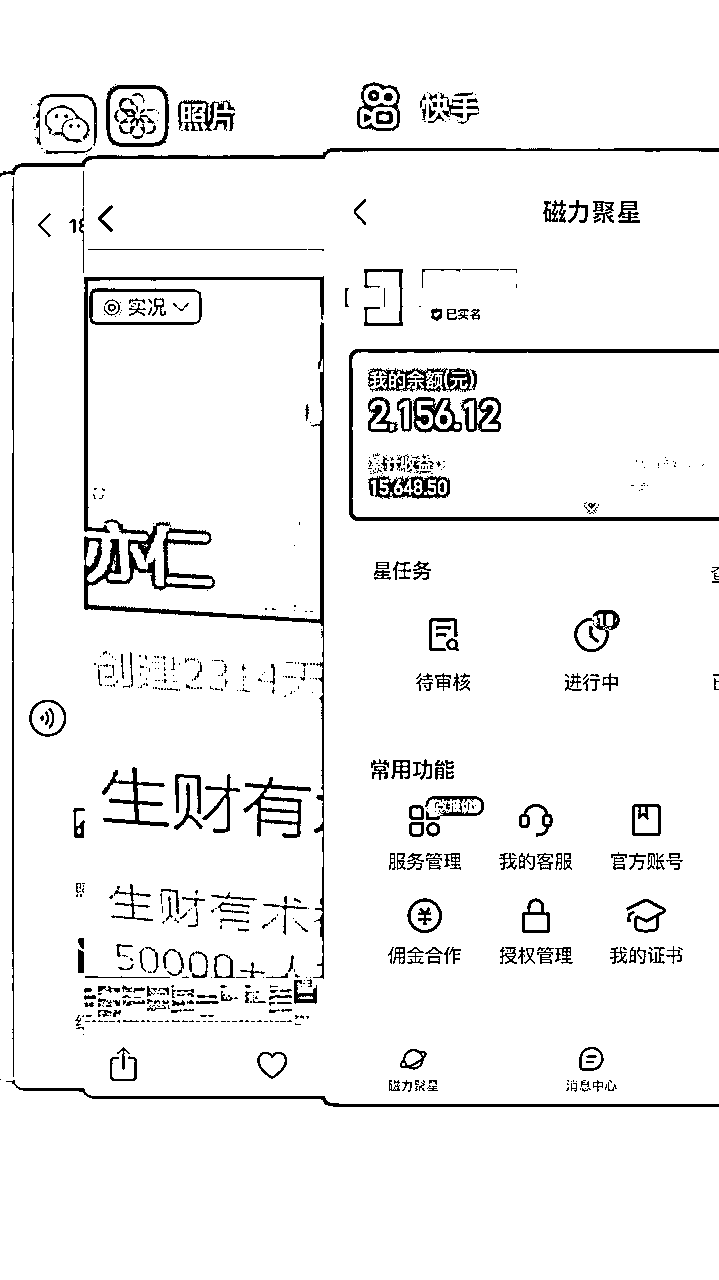 照片
快手
18
磁力聚星
实况
已实名
我的余额(元)
2,156.12
累计收益
15,648.50
亦仁
星任务
创建2314天
10
待审核
进行中
生财有
常用功能
改报价
服务管理
我的客服
官方账号
生财有术
50000+人
佣金合作
授权管理
我的证书
磁力聚星
消息中心